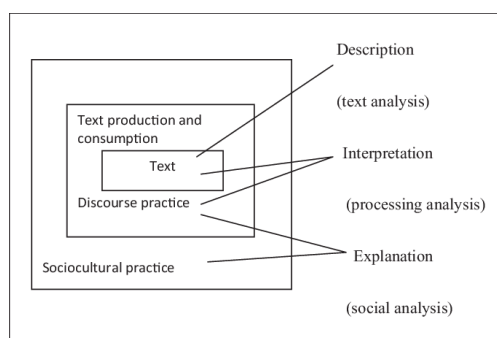 Description
(text analysis)
Text production and
consumption
Text
Interpretation
Discourse practice
(processing analysis)
Explanation
Sociocultural practice
(social analysis)